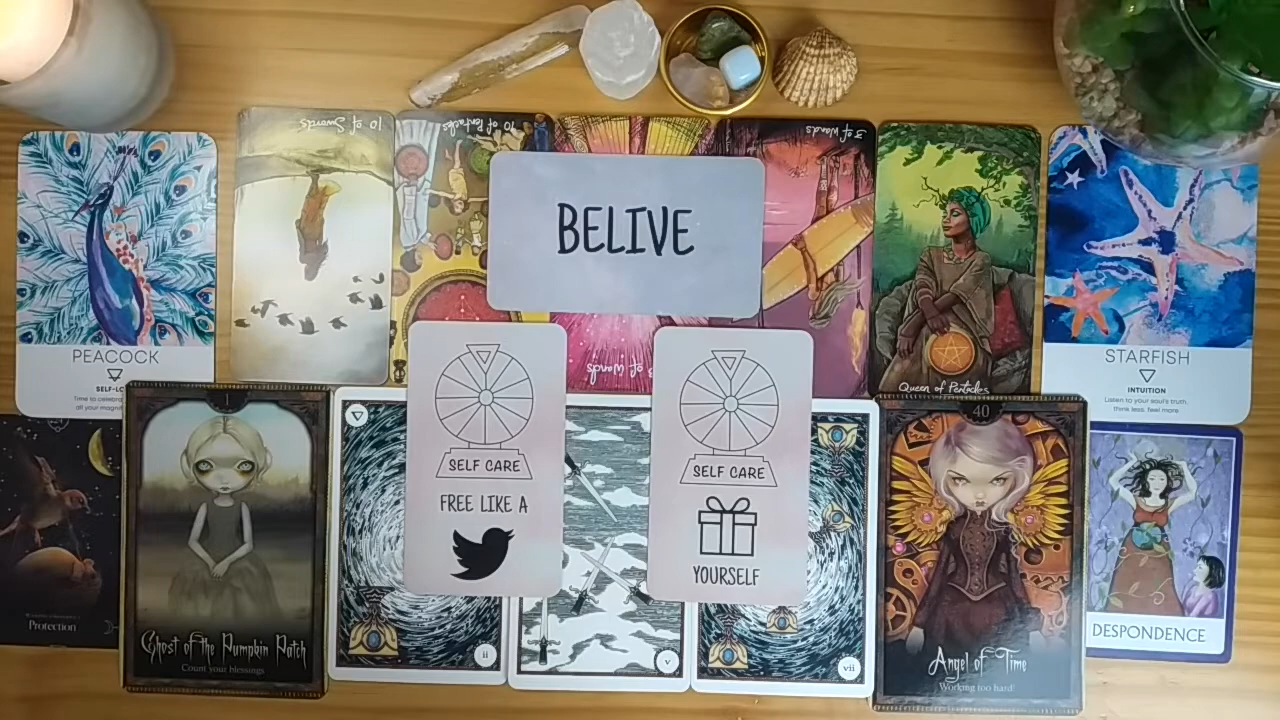 10 of Swords
10 of Pentacles
3 of Wands
BELIVE
Queen of Pentacles
PEACOCK
SELF-LO
Time to celebra
all your magnif
STARFISH
INTUITION
Listen to your soul's truth,
think less, feel more
SELF CARE
FREE LIKE A
SELF CARE
YOURSELF
1
Ghost of the Pumpkin Patch
Count your blessings
ii
v
vii
40
Angel of Time
Working too hard!
Protection
DESPONDENCE